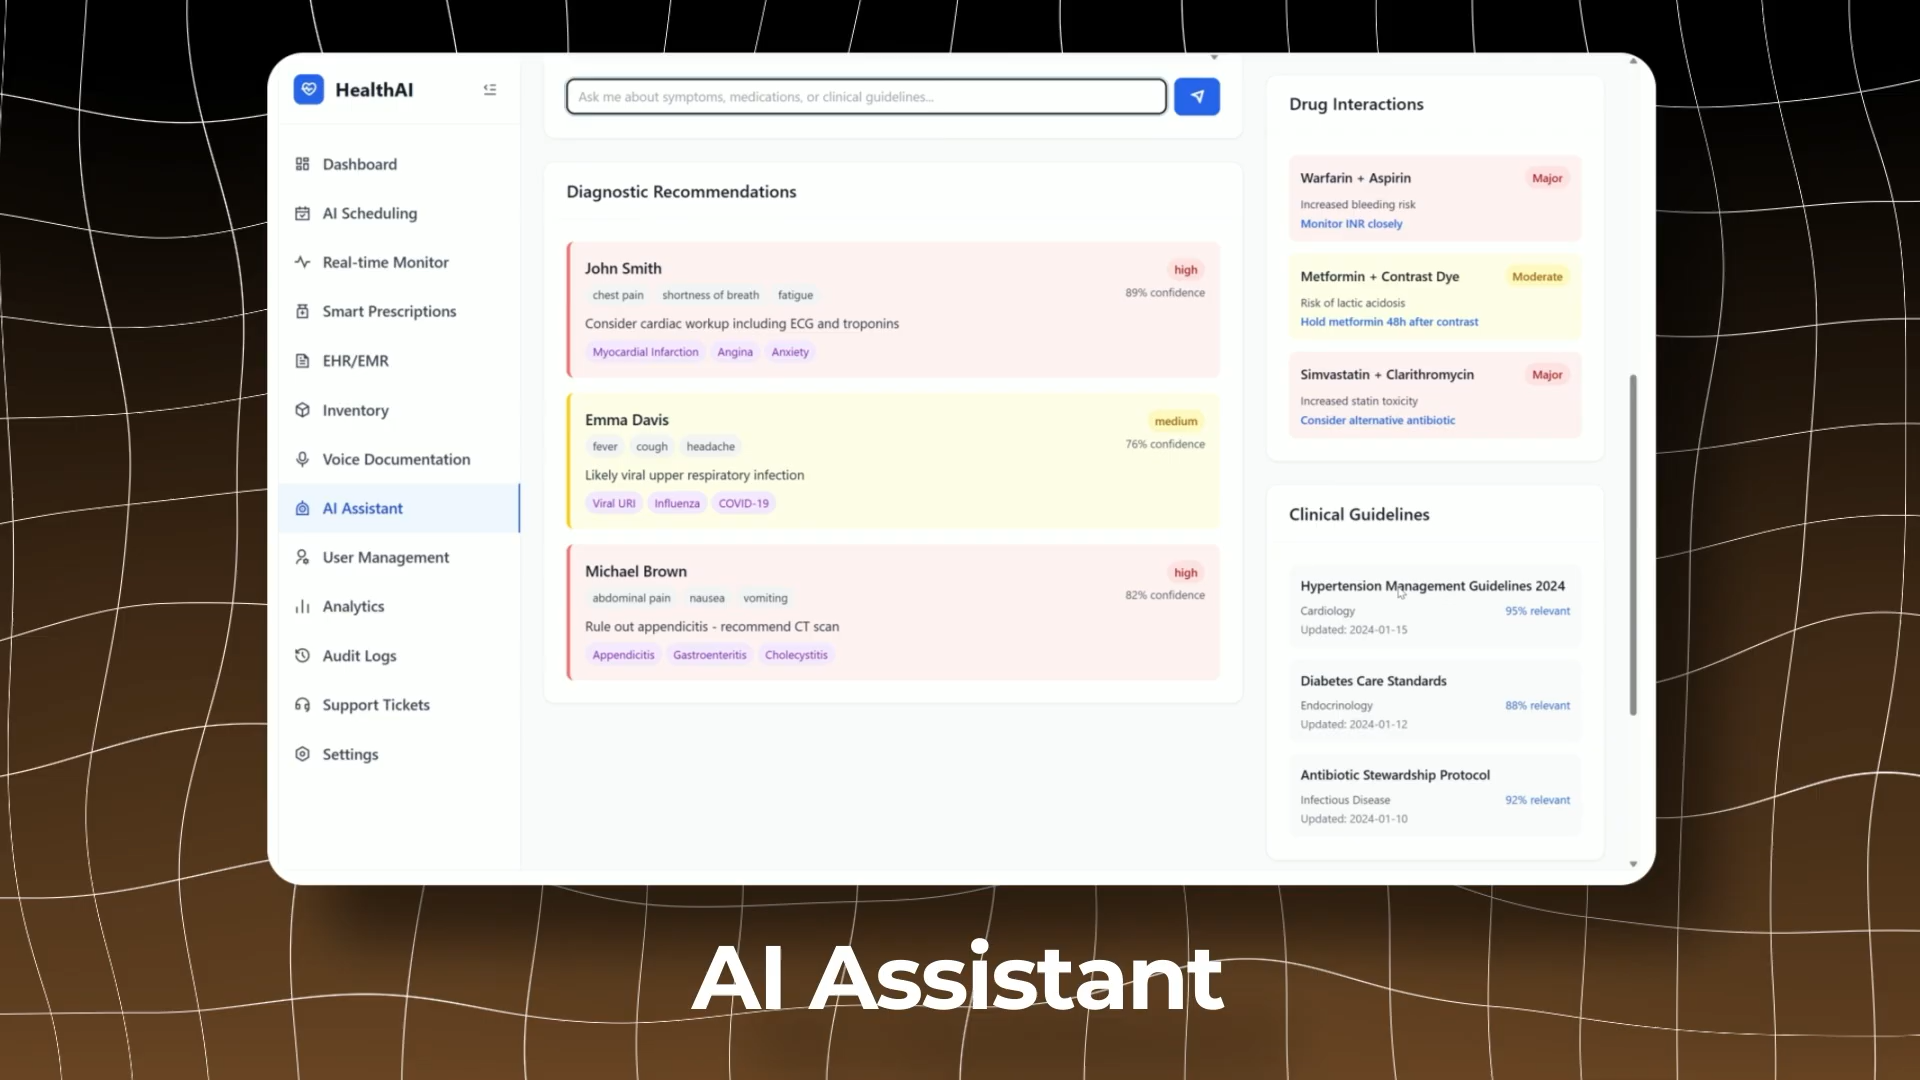 HealthAI
Dashboard
AI Scheduling
Real-time Monitor
Smart Prescriptions
EHR/EMR
Inventory
Voice Documentation
AI Assistant
User Management
Analytics
Audit Logs
Support Tickets
Settings
Ask me about symptoms, medications, or clinical guidelines...
Diagnostic Recommendations
John Smith
high
chest pain shortness of breath fatigue
89% confidence
Consider cardiac workup including ECG and troponins
Myocardial Infarction Angina Anxiety
Emma Davis
medium
fever cough headache
76% confidence
Likely viral upper respiratory infection
Viral URI Influenza COVID-19
Michael Brown
high
abdominal pain nausea vomiting
82% confidence
Rule out appendicitis - recommend CT scan
Appendicitis Gastroenteritis Cholecystitis
Drug Interactions
Warfarin + Aspirin Major
Increased bleeding risk
Monitor INR closely
Metformin + Contrast Dye Moderate
Risk of lactic acidosis
Hold metformin 48h after contrast
Simvastatin + Clarithromycin Major
Increased statin toxicity
Consider alternative antibiotic
Clinical Guidelines
Hypertension Management Guidelines 2024
Cardiology 95% relevant
Updated: 2024-01-15
Diabetes Care Standards
Endocrinology 88% relevant
Updated: 2024-01-12
Antibiotic Stewardship Protocol
Infectious Disease 92% relevant
Updated: 2024-01-10
AI Assistant